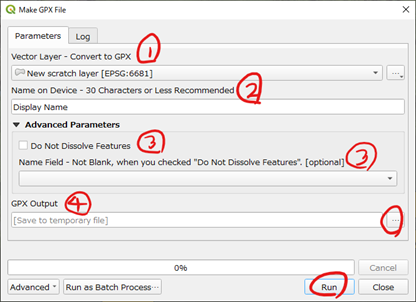 Make GPX File
Parameters
Log
Vector Layer - Convert to GPX
①
New scratch layer [EPSG:6681]
...
Name on Device - 30 Characters or Less Recommended
②
Display Name
▼ Advanced Parameters
Do Not Dissolve Features
③
Name Field - Not Blank, when you checked "Do Not Dissolve Features". [optional]
③
GPX Output
④
[Save to temporary file]
...
0%
Cancel
Advanced
Run as Batch Process...
Run
Close